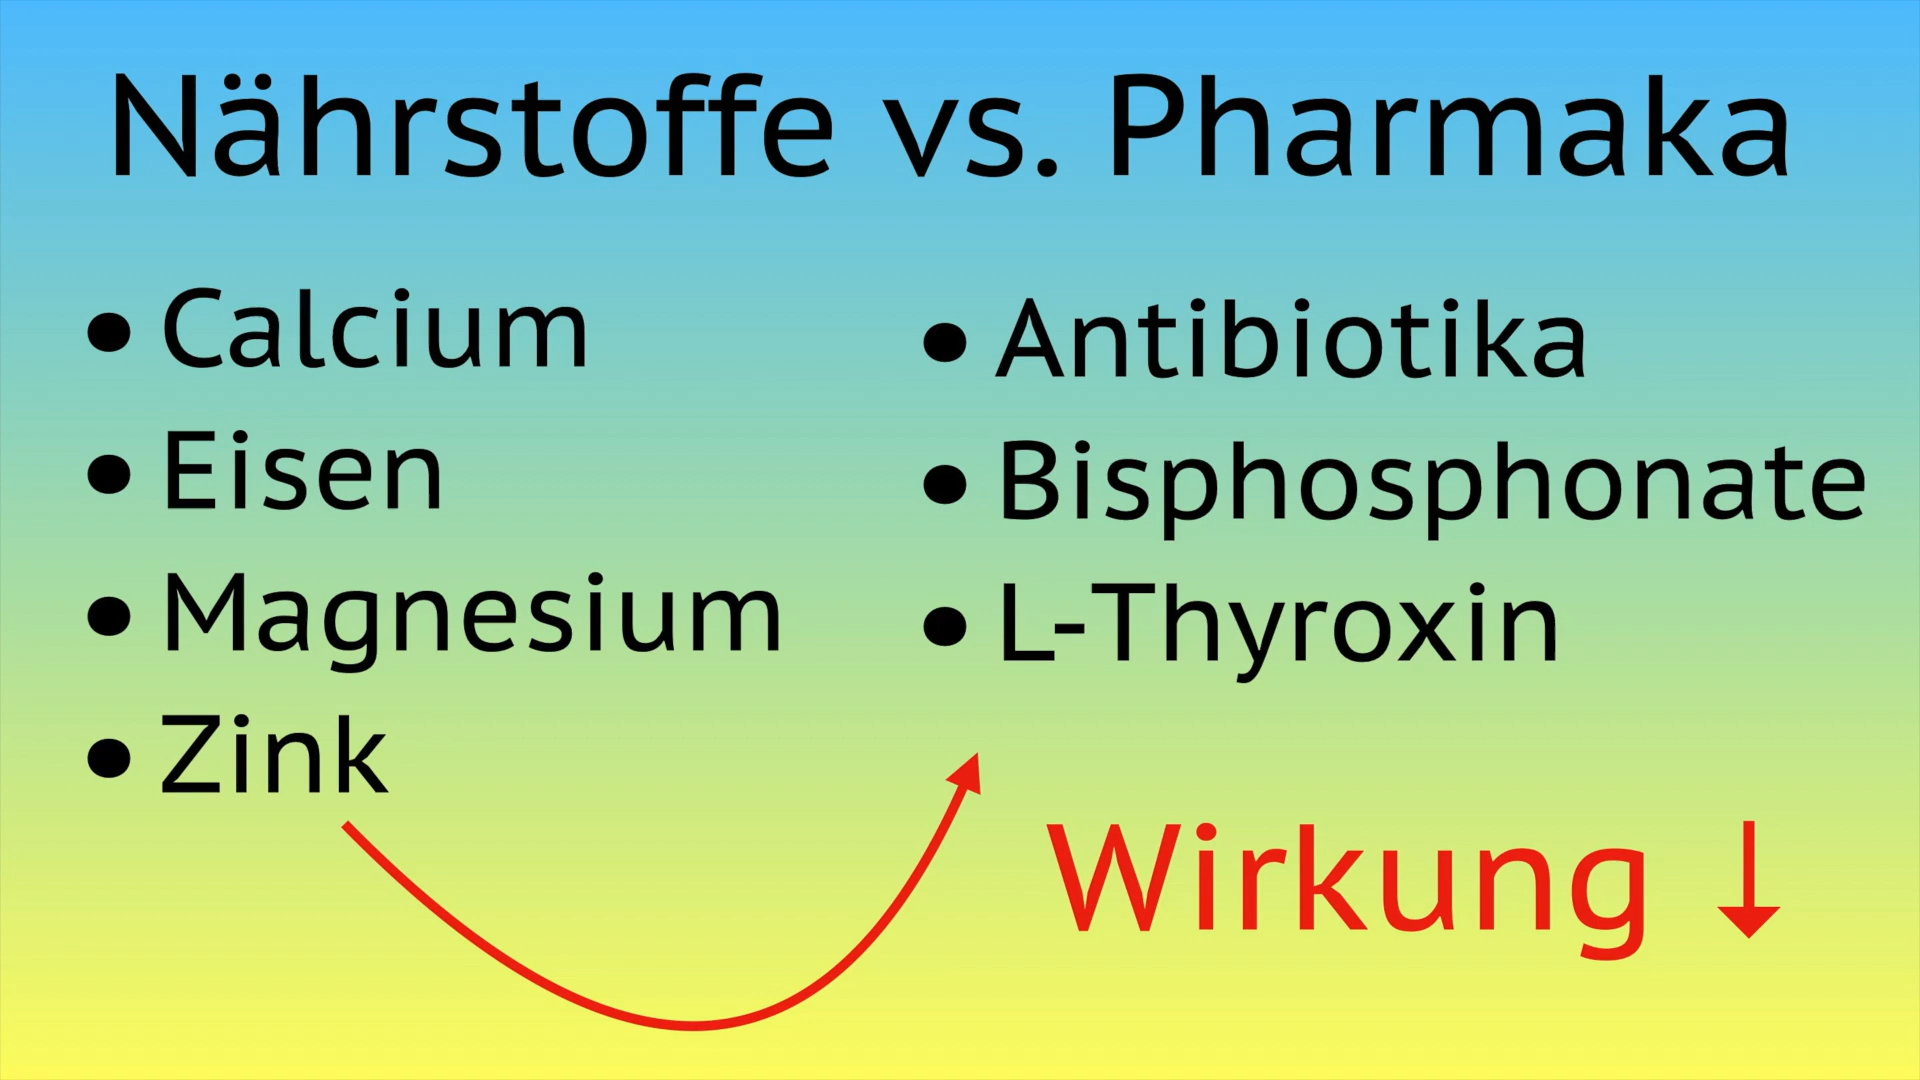 Nährstoffe vs. Pharmaka
• Calcium
• Eisen
• Magnesium
• Zink
• Antibiotika
• Bisphosphonate
• L-Thyroxin
Wirkung ↓